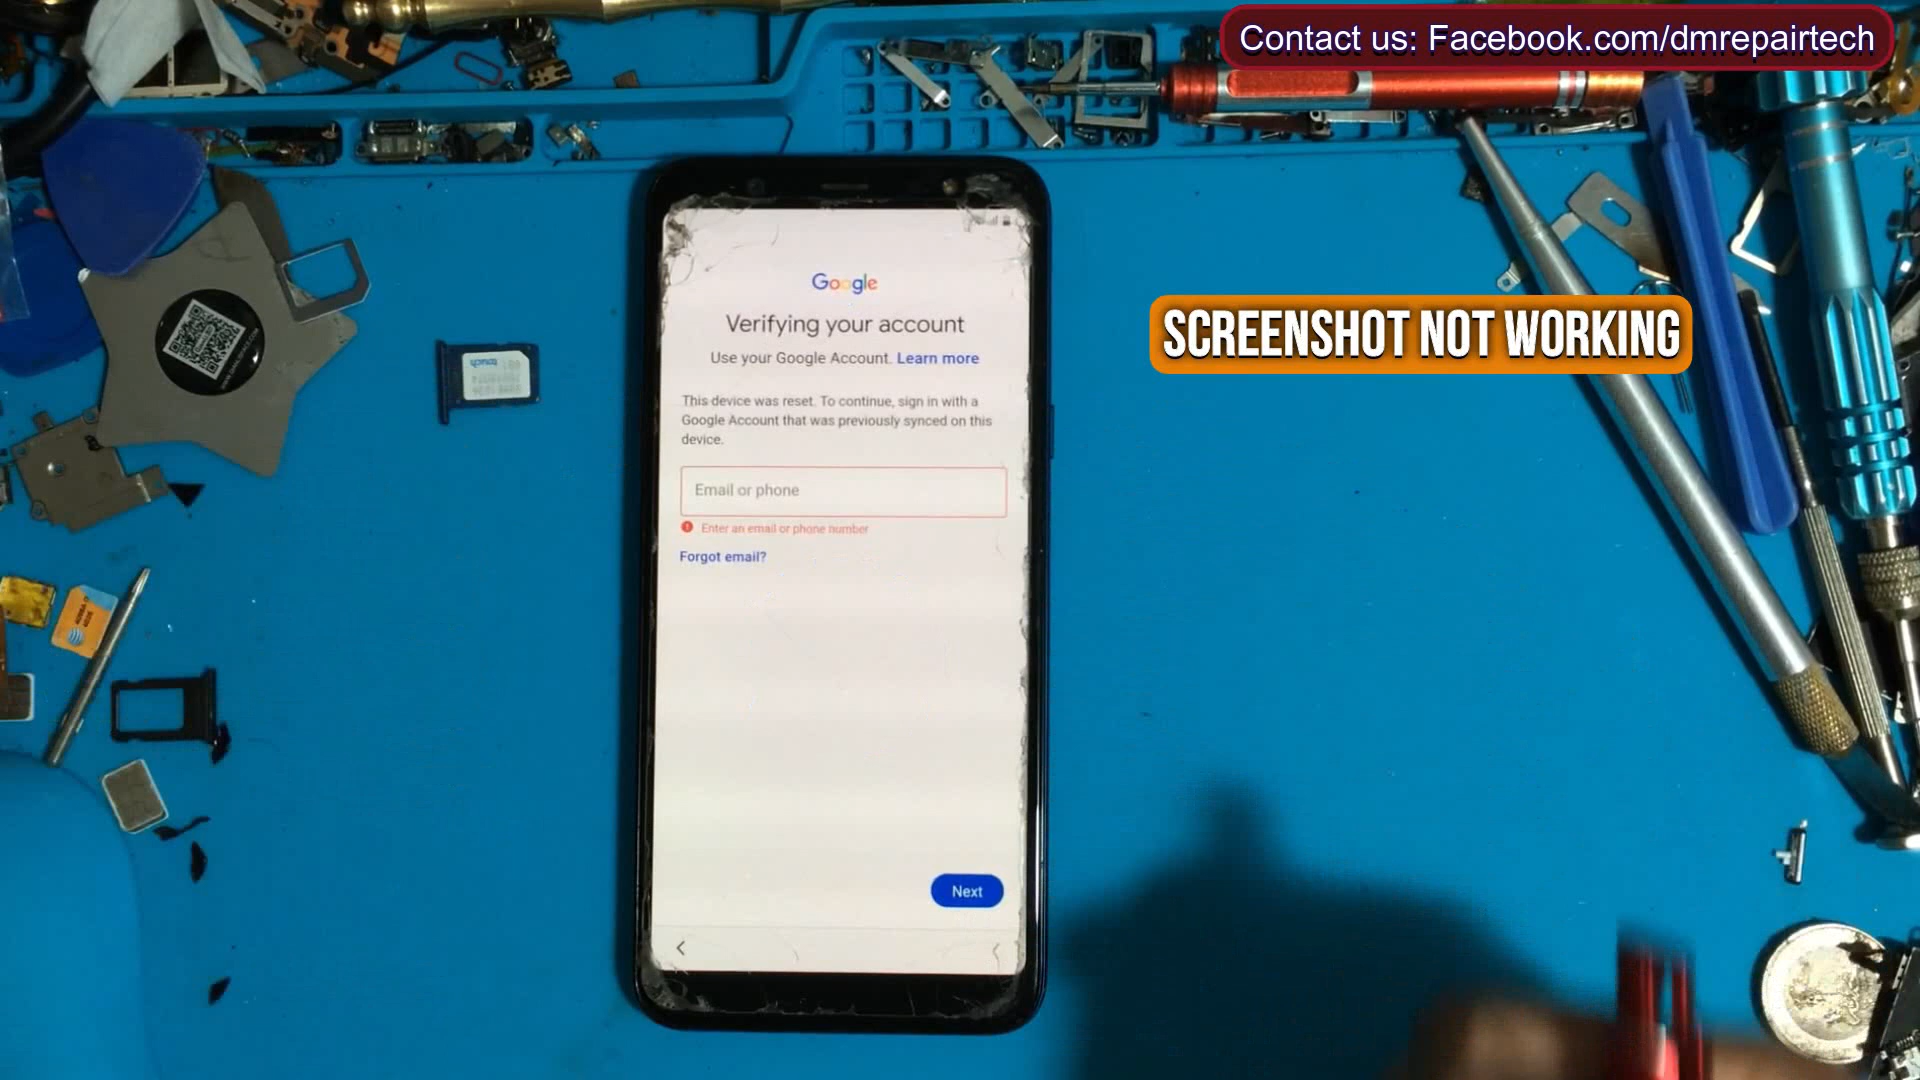 Contact us: Facebook.com/dmrepairtech
SCREENSHOT NOT WORKING
Google
Verifying your account
Use your Google Account. Learn more
This device was reset. To continue, sign in with a
Google Account that was previously synced on this
device.
Email or phone
Enter an email or phone number
Forgot email?
Next
touch